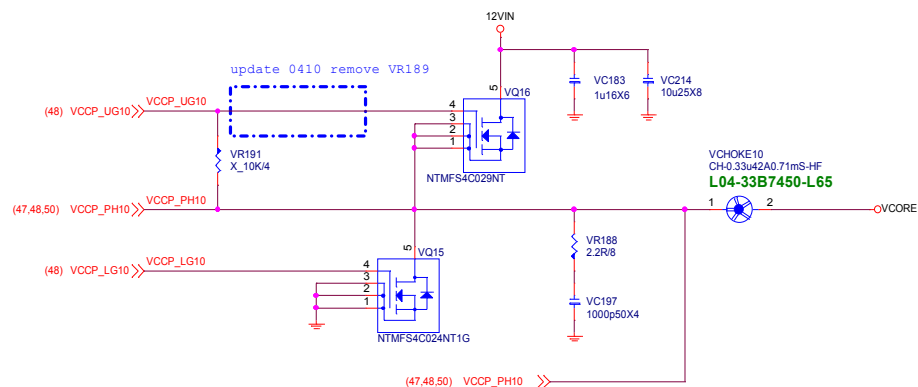 12VIN
update 0410 remove VR189
VC183
1u16X6
VC214
10u25X8
5
VQ16
(48) VCCP_UG10
VCCP_UG10
4
3
2
1
VR191
X_10K/4
NTMFS4C029NT
VCHOKE10
CH-0.33u42A0.71mS-HF
L04-33B7450-L65
(47,48,50) VCCP_PH10
VCCP_PH10
1
2
VCORE
5
VQ15
(48) VCCP_LG10
VCCP_LG10
4
3
2
1
VR188
2.2R/8
VC197
1000p50X4
NTMFS4C024NT1G
(47,48,50) VCCP_PH10